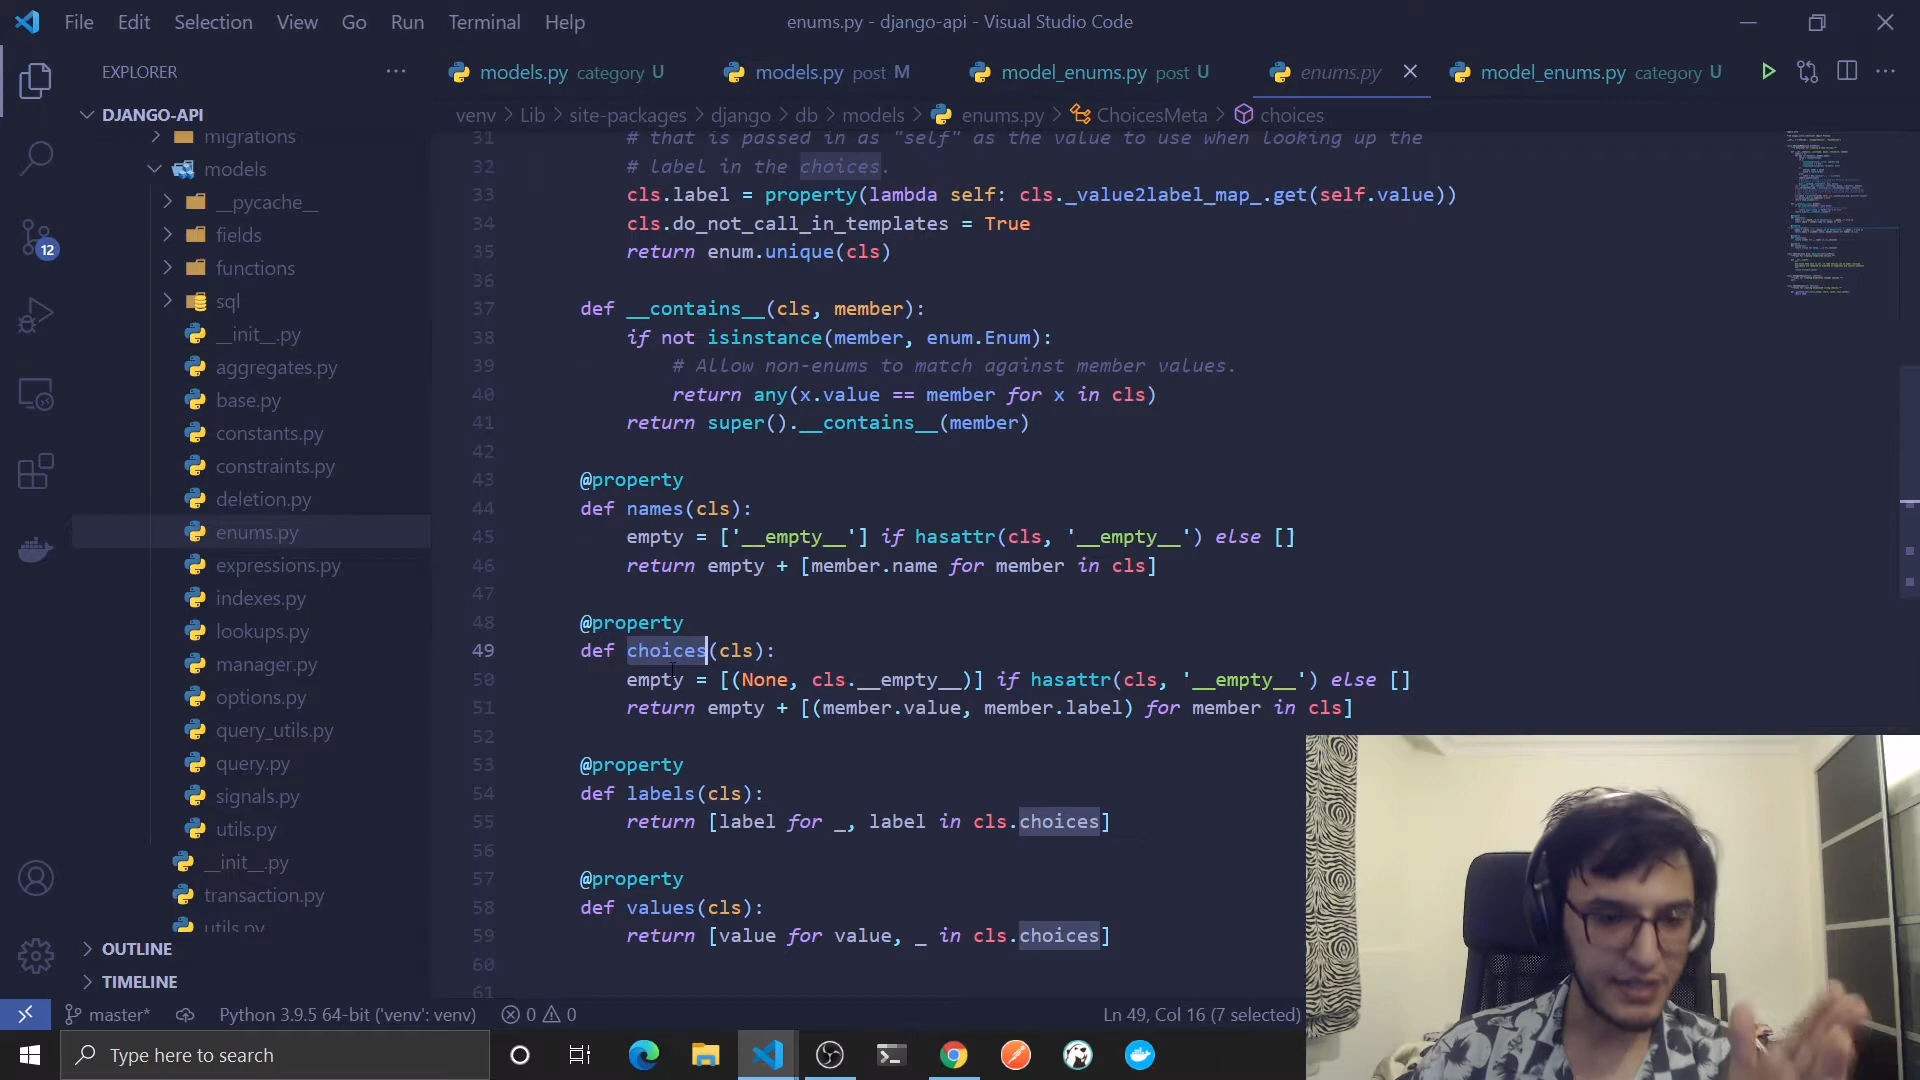 File Edit Selection View Go Run Terminal Help
enums.py - django-api - Visual Studio Code
EXPLORER
models.py category U
models.py post M
model_enums.py post U
enums.py
model_enums.py category U
venv > Lib > site-packages > django > db > models > enums.py > ChoicesMeta > choices
DJANGO-API
migrations
models
__pycache__
fields
functions
sql
__init__.py
aggregates.py
base.py
constants.py
constraints.py
deletion.py
enums.py
expressions.py
indexes.py
lookups.py
manager.py
options.py
query_utils.py
query.py
signals.py
utils.py
__init__.py
transaction.py
utils.py
OUTLINE
TIMELINE
12
31 # that is passed in as "self" as the value to use when looking up the
32 # label in the choices.
33 cls.label = property(lambda self: cls._value2label_map_.get(self.value))
34 cls.do_not_call_in_templates = True
35 return enum.unique(cls)
36
37 def __contains__(cls, member):
38 if not isinstance(member, enum.Enum):
39 # Allow non-enums to match against member values.
40 return any(x.value == member for x in cls)
41 return super().__contains__(member)
42
43 @property
44 def names(cls):
45 empty = ['__empty__'] if hasattr(cls, '__empty__') else []
46 return empty + [member.name for member in cls]
47
48 @property
49 def choices(cls):
50 empty = [(None, cls.__empty__)] if hasattr(cls, '__empty__') else []
51 return empty + [(member.value, member.label) for member in cls]
52
53 @property
54 def labels(cls):
55 return [label for _, label in cls.choices]
56
57 @property
58 def values(cls):
59 return [value for value, _ in cls.choices]
60
61
master* Python 3.9.5 64-bit ('venv': venv) 0 0 Ln 49, Col 16 (7 selected)
Type here to search